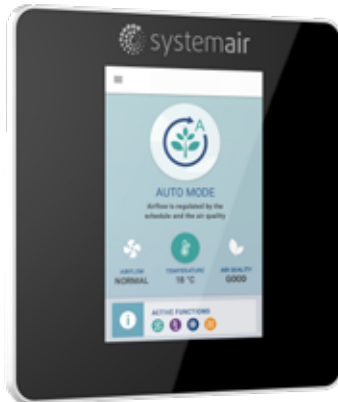 systemair
A
AUTO MODE
Airflow is regulated by the
schedule and the air quality
AIRFLOW
NORMAL
TEMPERATURE
18 °C
AIR QUALITY
GOOD
i
ACTIVE FUNCTIONS